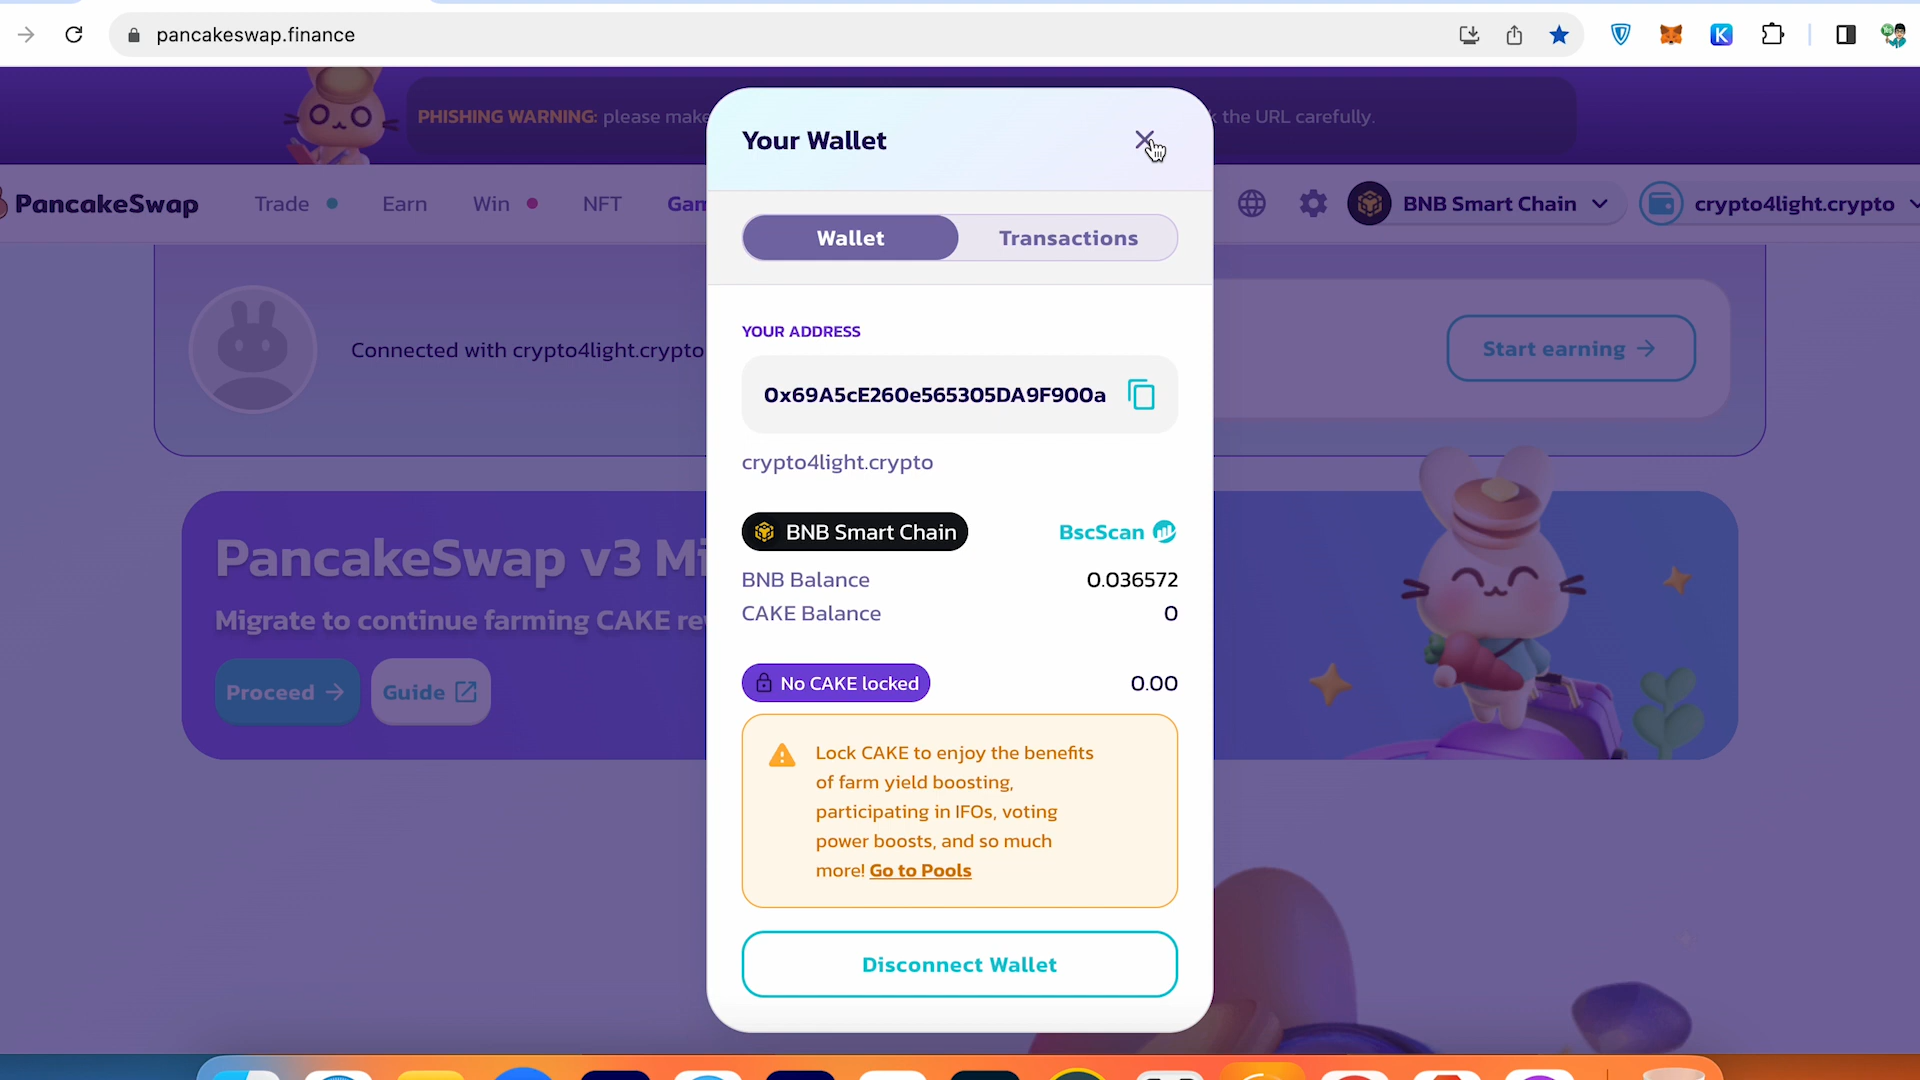 pancakeswap.finance
PHISHING WARNING: please make
the URL carefully.
Your Wallet
PancakeSwap
Trade
Earn
Win
NFT
BNB Smart Chain
crypto4light.crypto
Wallet
Transactions
Connected with crypto4light.crypto
Start earning
YOUR ADDRESS
0x69A5cE260e565305DA9F900a
crypto4light.crypto
BNB Smart Chain
BscScan
BNB Balance 0.036572
CAKE Balance 0
No CAKE locked 0.00
PancakeSwap v3
Migrate to continue farming CAKE
Proceed
Guide
Lock CAKE to enjoy the benefits
of farm yield boosting,
participating in IFOs, voting
power boosts, and so much
more! Go to Pools
Disconnect Wallet